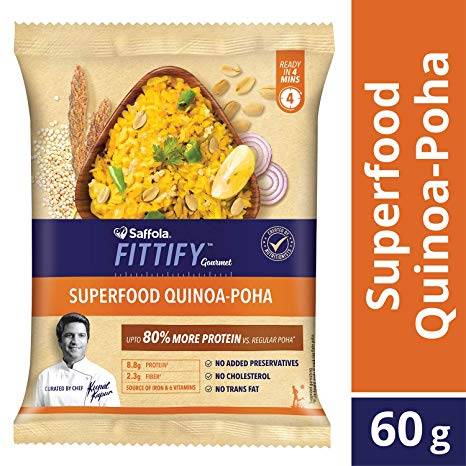 READY
IN 4
MINS
4
Saffola®
FITTIFY™
Gourmet
SUPERFOOD QUINOA-POHA
UPTO 80% MORE PROTEIN VS. REGULAR POHA
8.8g PROTEIN
2.3g FIBER
SOURCE OF IRON & 6 VITAMINS
NO ADDED PRESERVATIVES
NO CHOLESTEROL
NO TRANS FAT
CURATED BY CHEF Kunal
Kapur
Superfood
Quinoa-Poha
60 g